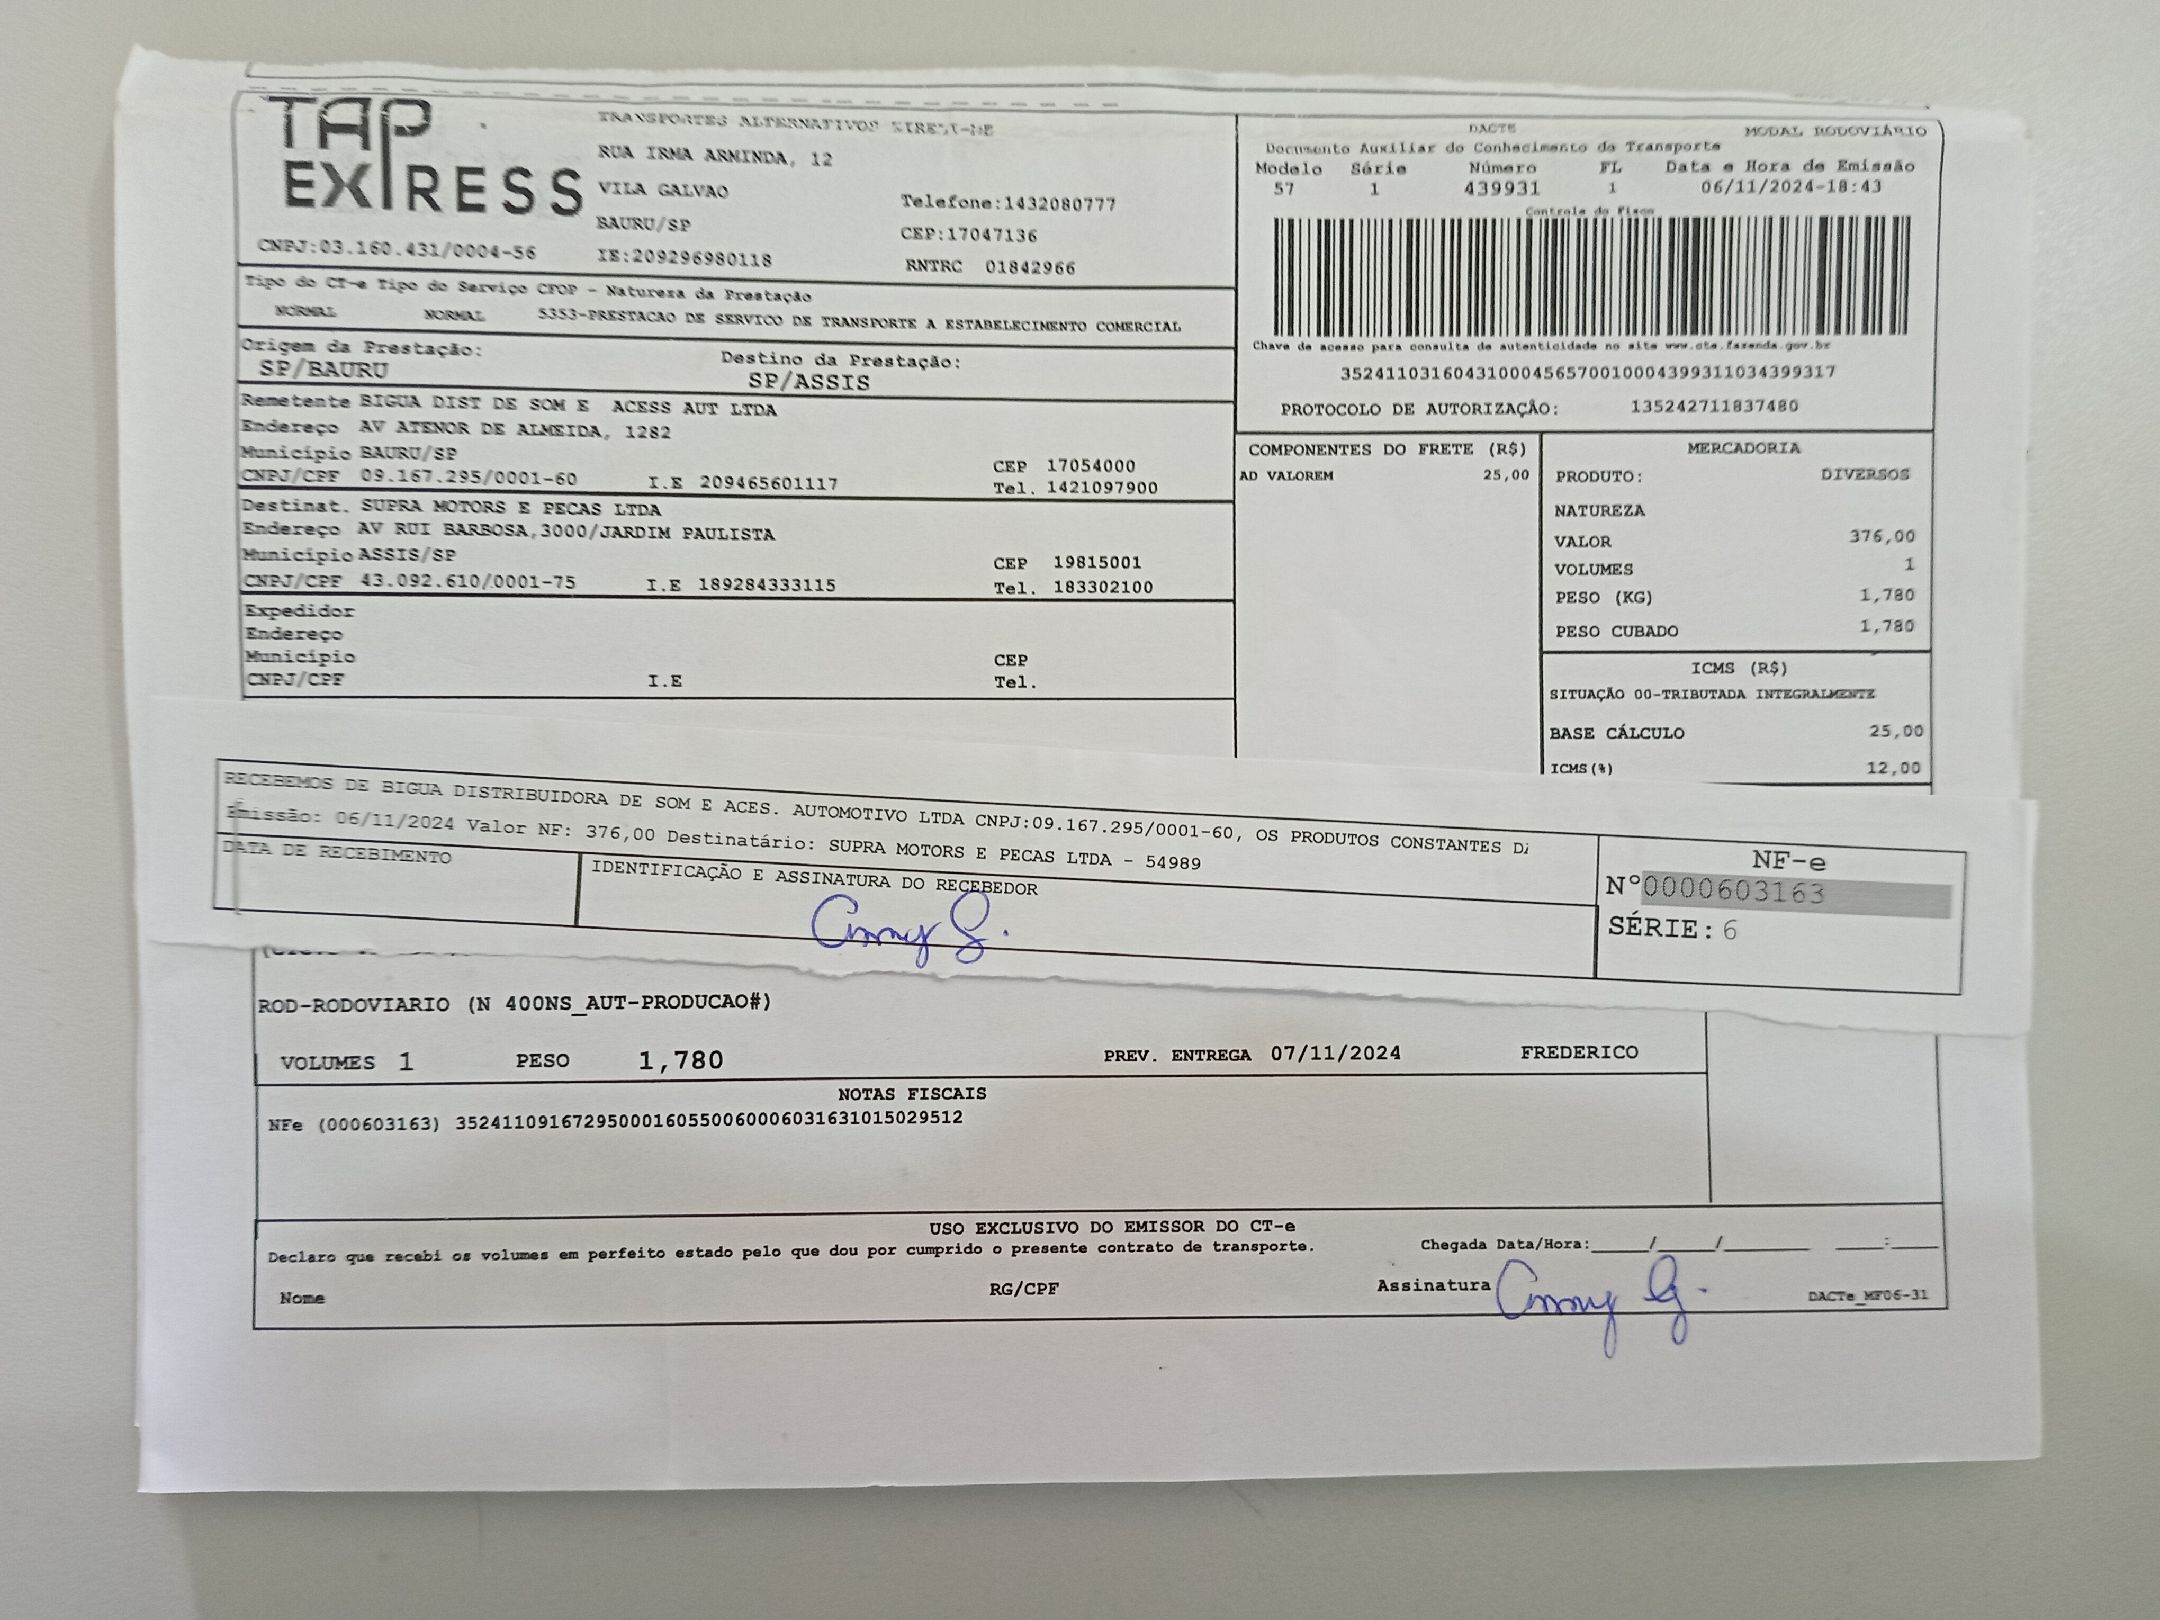 TAP EXPRESS
TRANSPORTES ALTERNATIVOS EIRELI-ME
RUA IRMA ARMINDA, 12
VILA GALVAO
Telefone:1432080777
BAURU/SP
CEP:17047136
CNPJ:03.160.431/0004-56
IE:209296980118
RNTRC 01842966
DACTE MODAL RODOVIÁRIO
Documento Auxiliar do Conhecimento de Transporte
Modelo Série Número FL Data e Hora de Emissão
57 1 439931 1 06/11/2024-18:43
Controle do Fisco
Chave de acesso para consulta de autenticidade no site www.cte.fazenda.gov.br
35241103160431000456570010004399311034399317
PROTOCOLO DE AUTORIZAÇÃO: 135242711837480
Tipo do CT-e Tipo do Serviço CFOP - Natureza da Prestação
NORMAL NORMAL 5353-PRESTACAO DE SERVICO DE TRANSPORTE A ESTABELECIMENTO COMERCIAL
Origem da Prestação: Destino da Prestação:
SP/BAURU SP/ASSIS
Remetente BIGUA DIST DE SOM E ACESS AUT LTDA
Endereço AV ATENOR DE ALMEIDA, 1282
Município BAURU/SP CEP 17054000
CNPJ/CPF 09.167.295/0001-60 I.E 209465601117 Tel. 1421097900
Destinat. SUPRA MOTORS E PECAS LTDA
Endereço AV RUI BARBOSA,3000/JARDIM PAULISTA
Município ASSIS/SP CEP 19815001
CNPJ/CPF 43.092.610/0001-75 I.E 189284333115 Tel. 183302100
Expedidor
Endereço
Município CEP
CNPJ/CPF I.E Tel.
COMPONENTES DO FRETE (R$)
AD VALOREM 25,00
MERCADORIA
PRODUTO: DIVERSOS
NATUREZA
VALOR 376,00
VOLUMES 1
PESO (KG) 1,780
PESO CUBADO 1,780
ICMS (R$)
SITUAÇÃO 00-TRIBUTADA INTEGRALMENTE
BASE CÁLCULO 25,00
ICMS(%) 12,00
RECEBEMOS DE BIGUA DISTRIBUIDORA DE SOM E ACES. AUTOMOTIVO LTDA CNPJ:09.167.295/0001-60, OS PRODUTOS CONSTANTES
Emissão: 06/11/2024 Valor NF: 376,00 Destinatário: SUPRA MOTORS E PECAS LTDA - 54989
DATA DE RECEBIMENTO
IDENTIFICAÇÃO E ASSINATURA DO RECEBEDOR
NF-e
N°0000603163
SÉRIE: 6
ROD-RODOVIARIO (N 400NS_AUT-PRODUCAO#)
VOLUMES 1 PESO 1,780 PREV. ENTREGA 07/11/2024 FREDERICO
NOTAS FISCAIS
NFe (000603163) 35241109167295000160550060006031631015029512
USO EXCLUSIVO DO EMISSOR DO CT-e
Declaro que recebi os volumes em perfeito estado pelo que dou por cumprido o presente contrato de transporte.
Chegada Data/Hora:____/____/______ ___:___
Nome RG/CPF Assinatura
DACTe_MF06-31